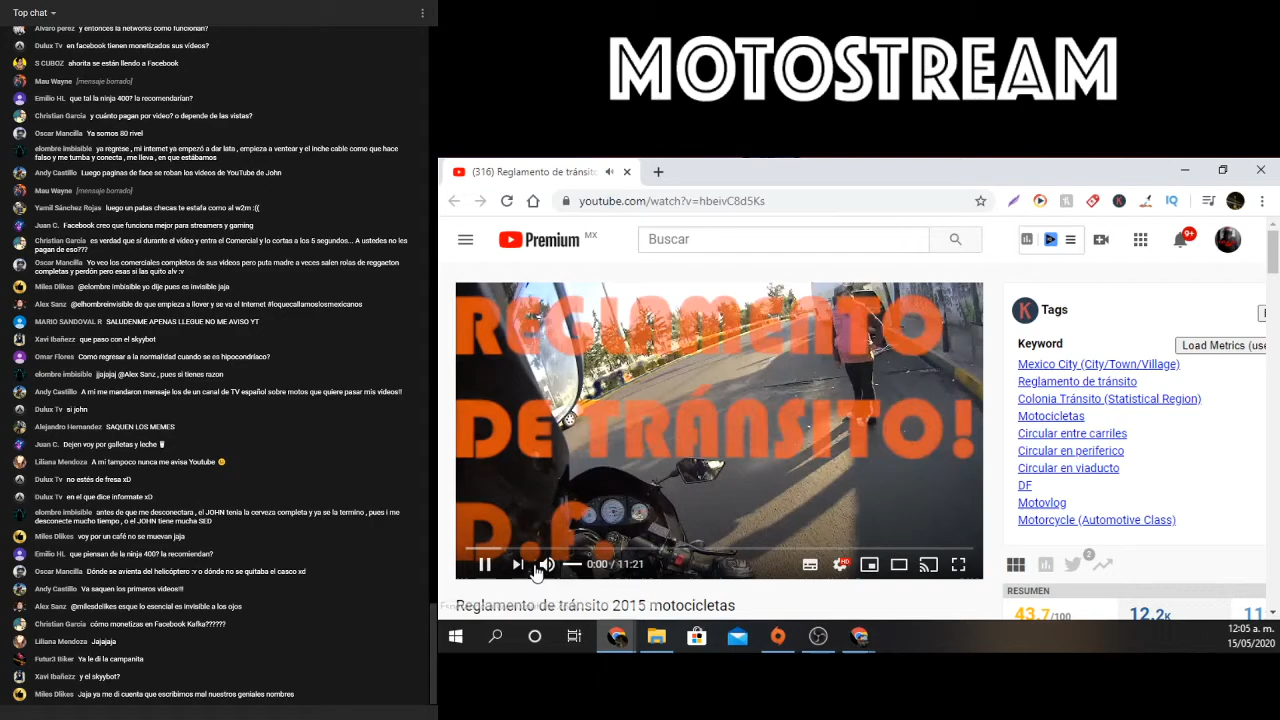 Top chat
Alvaro perez y entonces la networks como funcionan?
Dulux Tv en facebook tienen monetizados sus vídeos?
S CUBOZ ahorita se están llendo a Facebook
Mau Wayne [mensaje borrado]
Emilio HL que tal la ninja 400? la recomendarían?
Christian García y cuánto pagan por video? o depende de las vistas?
Oscar Mancilla Ya somos 80 rivel
elombre imbisible ya regrese , mi internet ya empezó a dar lata , empieza a ventear y el inche cable como que hace
falso y me tumba y conecta , me lleva , en que estábamos
Andy Castillo Luego paginas de face se roban los videos de YouTube de John
Mau Wayne [mensaje borrado]
Yamil Sánchez Rojas luego un patas checas te estafa como al w2m :((
Juan C. Facebook creo que funciona mejor para streamers y gaming
Christian García es verdad que si durante el vídeo y entra el Comercial y lo cortas a los 5 segundos... A ustedes no les
pagan de eso???
Oscar Mancilla Yo veo los comerciales completos de sus videos pero puta madre a veces salen rolas de reggaeton
completas y perdón pero esas si las quito alv :v
Miles Dlikes @elombre Imbisible yo dije pues es invisible jaja
Alex Sanz @elhombreinvisible de que empieza a llover y se va el Internet #loquecallamoslosmexicanos
MARIO SANDOVAL R SALUDENME APENAS LLEGUE NO ME AVISO YT
Xavi Ibañezz que paso con el skyybot
Omar Flores Como regresar a la normalidad cuando se es hipocondríaco?
elombre imbisible jjajajaj @Alex Sanz , pues si tienes razon
Andy Castillo A mi me mandaron mensaje los de un canal de TV español sobre motos que quiere pasar mis videos!!
Dulux Tv si john
Alejandro Hernandez SAQUEN LOS MEMES
Juan C. Dejen voy por galletas y leche
Liliana Mendoza A mi tampoco nunca me avisa Youtube
Dulux Tv no estés de fresa xD
Dulux Tv en el que dice informate xD
elombre imbisible antes de que me desconectara , el JOHN tenía la cerveza completa y ya se la termino , pues i me
desconecte mucho tiempo , o el JOHN tiene mucha SED
Miles Dlikes voy por un café no se muevan jaja
Emilio HL que piensan de la ninja 400? la recomiendan?
Oscar Mancilla Dónde se avienta del helicóptero :v o dónde no se quitaba el casco xd
Andy Castillo Va saquen los primeros videos!!!
Alex Sanz @milesdelikes esque lo esencial es invisible a los ojos
Christian García cómo monetizas en Facebook Kafka??????
Liliana Mendoza Jajajaja
Futur3 Biker Ya le di la campanita
Xavi Ibañezz y el skyybot?
Miles Dlikes Jaja ya me di cuenta que escribimos mal nuestros geniales nombres
MOTOSTREAM
(316) Reglamento de tránsito
youtube.com/watch?v=hbeivC8d5Ks
IQ
Premium MX
Buscar
9+
REGLAMENTO
DE TRÁNSITO!
D.F.
0:00 / 11:21
HD
Reglamento de tránsito 2015 motocicletas
K Tags
Keyword
Load Metrics (use
Mexico City (City/Town/Village)
Reglamento de tránsito
Colonia Tránsito (Statistical Region)
Motocicletas
Circular entre carriles
Circular en periferico
Circular en viaducto
DF
Motovlog
Motorcycle (Automotive Class)
2
RESUMEN
43.7/100
12.2k
11
12:05 a. m.
15/05/2020